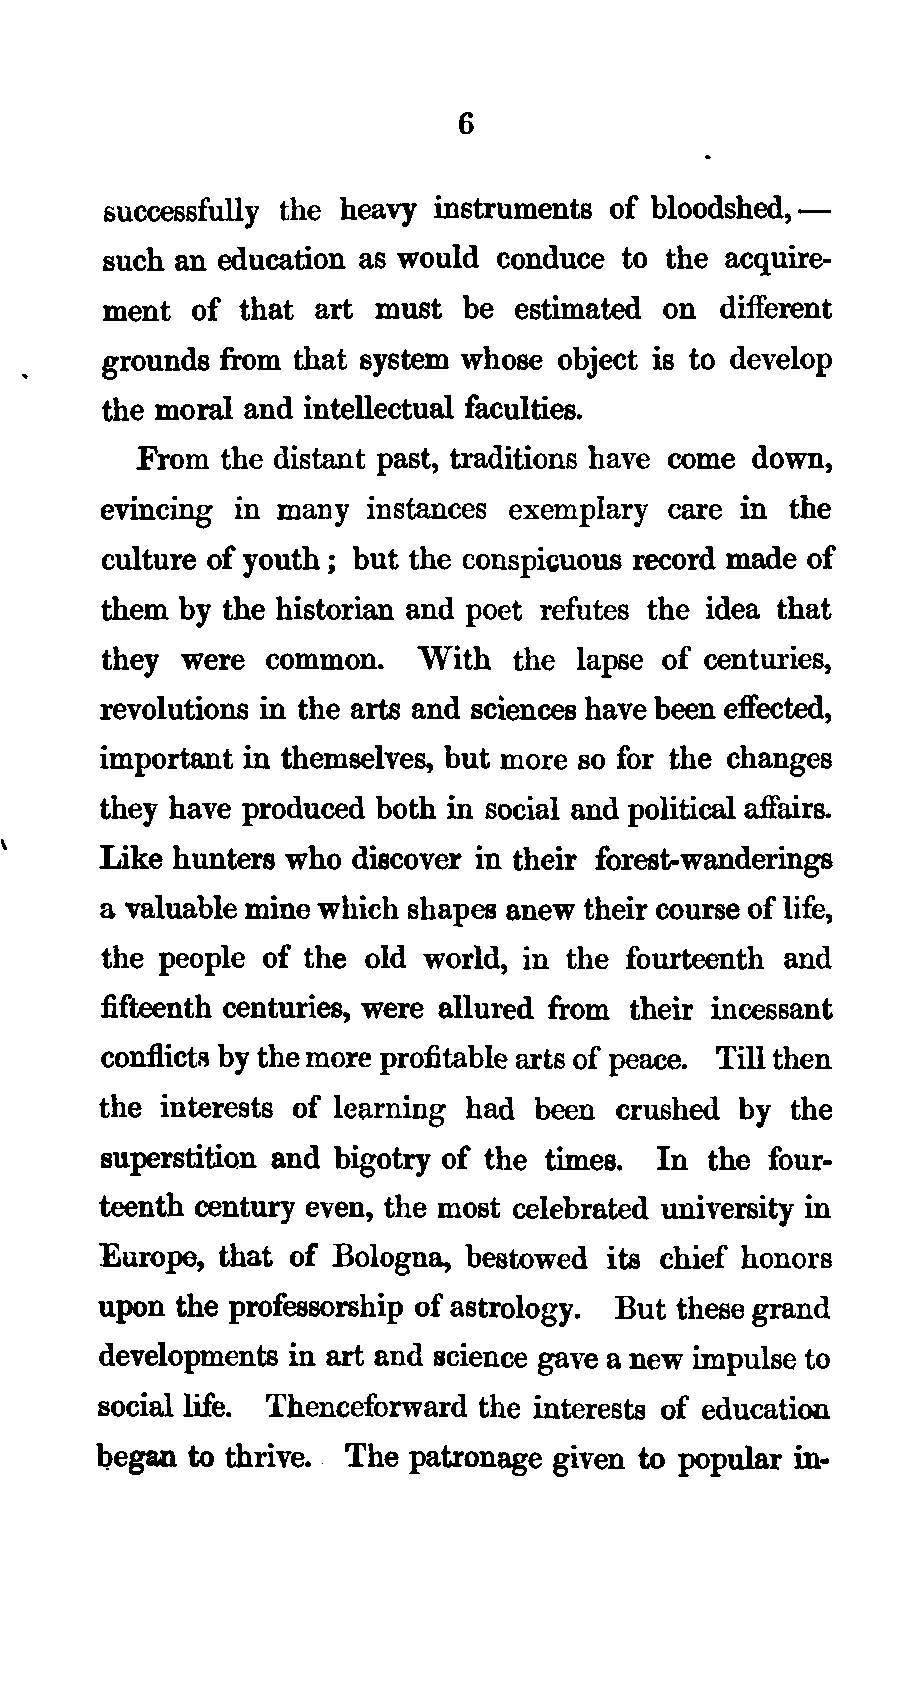 6
successfully the heavy instruments of bloodshed,—
such an education as would conduce to the acquire-
ment of that art must be estimated on different
grounds from that system whose object is to develop
the moral and intellectual faculties.
From the distant past, traditions have come down,
evincing in many instances exemplary care in the
culture of youth; but the conspicuous record made of
them by the historian and poet refutes the idea that
they were common. With the lapse of centuries,
revolutions in the arts and sciences have been effected,
important in themselves, but more so for the changes
they have produced both in social and political affairs.
Like hunters who discover in their forest-wanderings
a valuable mine which shapes anew their course of life,
the people of the old world, in the fourteenth and
fifteenth centuries, were allured from their incessant
conflicts by the more profitable arts of peace. Till then
the interests of learning had been crushed by the
superstition and bigotry of the times. In the four-
teenth century even, the most celebrated university in
Europe, that of Bologna, bestowed its chief honors
upon the professorship of astrology. But these grand
developments in art and science gave a new impulse to
social life. Thenceforward the interests of education
began to thrive. The patronage given to popular in-